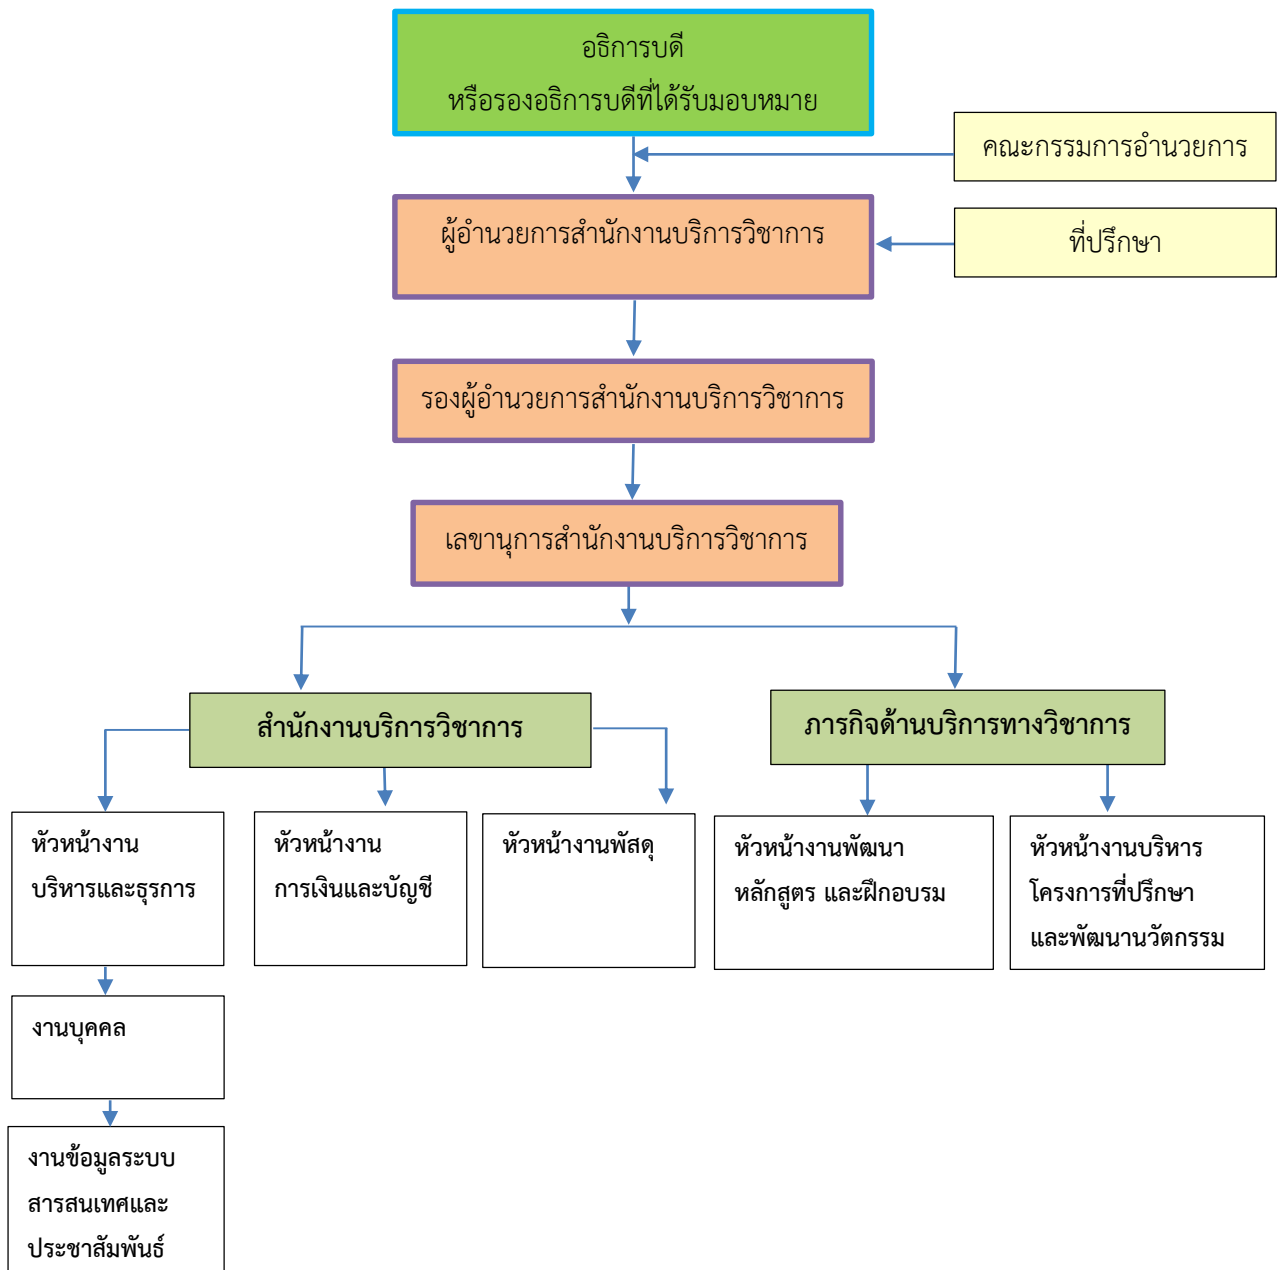 อธิการบดี
หรือรองอธิการบดีที่ได้รับมอบหมาย
คณะกรรมการอำนวยการ
ผู้อำนวยการสำนักงานบริการวิชาการ
ที่ปรึกษา
รองผู้อำนวยการสำนักงานบริการวิชาการ
เลขานุการสำนักงานบริการวิชาการ
สำนักงานบริการวิชาการ
ภารกิจด้านบริการทางวิชาการ
หัวหน้างาน
บริหารและธุรการ
หัวหน้างาน
การเงินและบัญชี
หัวหน้างานพัสดุ
หัวหน้างานพัฒนา
หลักสูตร และฝึกอบรม
หัวหน้างานบริหาร
โครงการที่ปรึกษา
และพัฒนานวัตกรรม
งานบุคคล
งานข้อมูลระบบ
สารสนเทศและ
ประชาสัมพันธ์